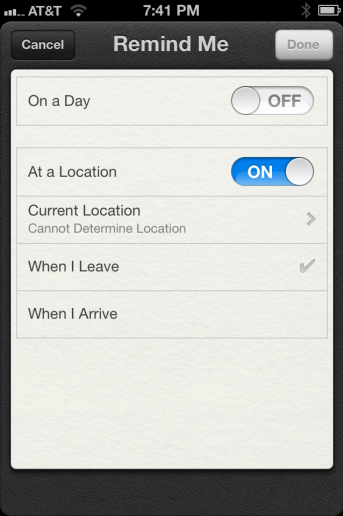 AT&T 7:41 PM
Cancel Remind Me Done
On a Day OFF
At a Location ON
Current Location
Cannot Determine Location
When I Leave
When I Arrive